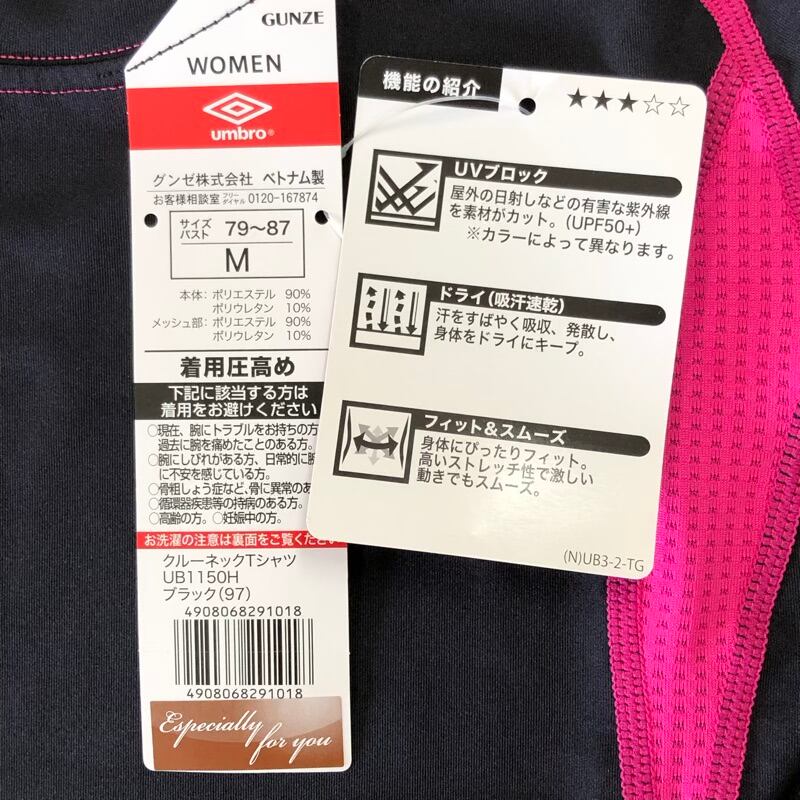 GUNZE
WOMEN
umbro®
グンゼ株式会社 ベトナム製
お客様相談室 フリーダイヤル 0120-167874
サイズ
バスト 79〜87
M
本体: ポリエステル 90%
ポリウレタン 10%
メッシュ部: ポリエステル 90%
ポリウレタン 10%
着用圧高め
下記に該当する方は
着用をお避けください
○現在、腕にトラブルをお持ちの方
過去に腕を痛めたことのある方。
○腕にしびれがある方、日常的に腕
に不安を感じている方。
○骨粗しょう症など、骨に異常のあ
○循環器疾患等の持病のある方。
○高齢の方。○妊娠中の方。
お洗濯の注意は裏面をご覧ください
クルーネックTシャツ
UB1150H
ブラック(97)
4908068291018
4908068291018
Especially
for you
機能の紹介 ★★★☆☆
UVブロック
屋外の日射しなどの有害な紫外線
を素材がカット。(UPF50+)
※カラーによって異なります。
ドライ(吸汗速乾)
汗をすばやく吸収、発散し、
身体をドライにキープ。
フィット&スムーズ
身体にぴったりフィット。
高いストレッチ性で激しい
動きでもスムーズ。
(N)UB3-2-TG